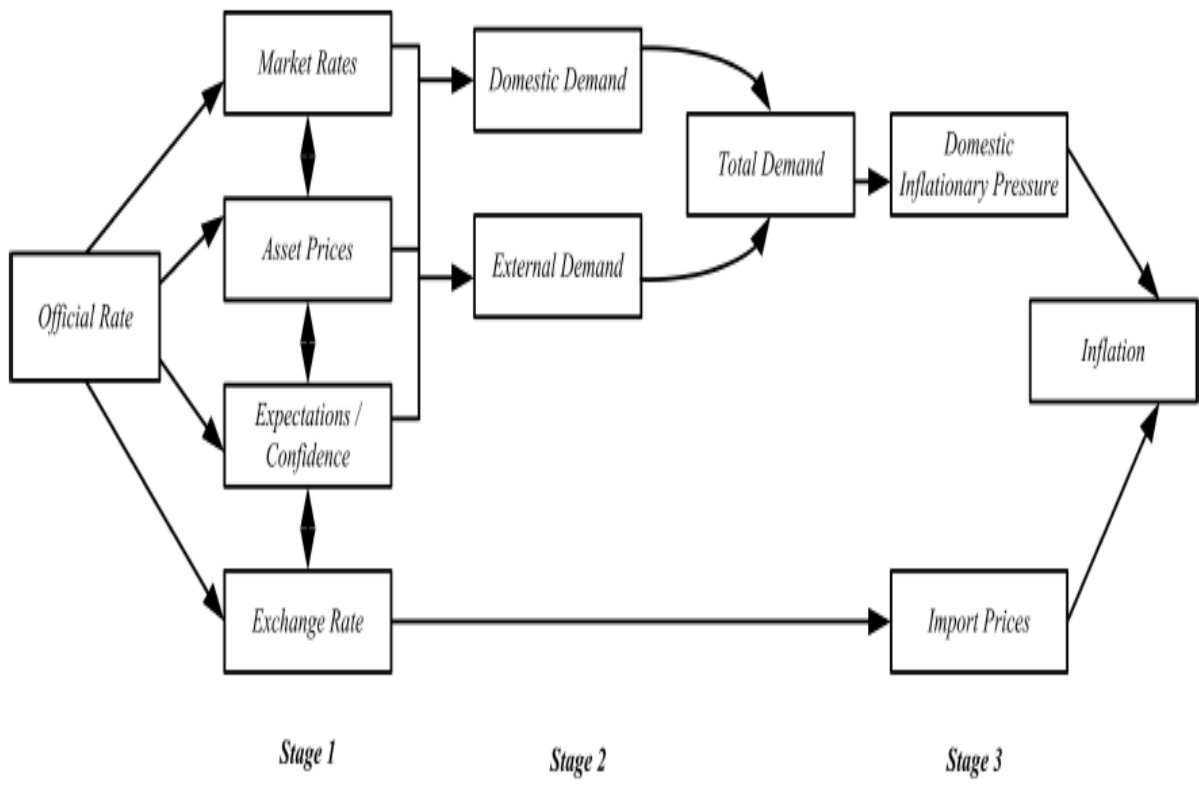 Market Rates
Domestic Demand
Total Demand
Domestic
Inflationary Pressure
Asset Prices
External Demand
Official Rate
Inflation
Expectations /
Confidence
Exchange Rate
Import Prices
Stage 1
Stage 2
Stage 3